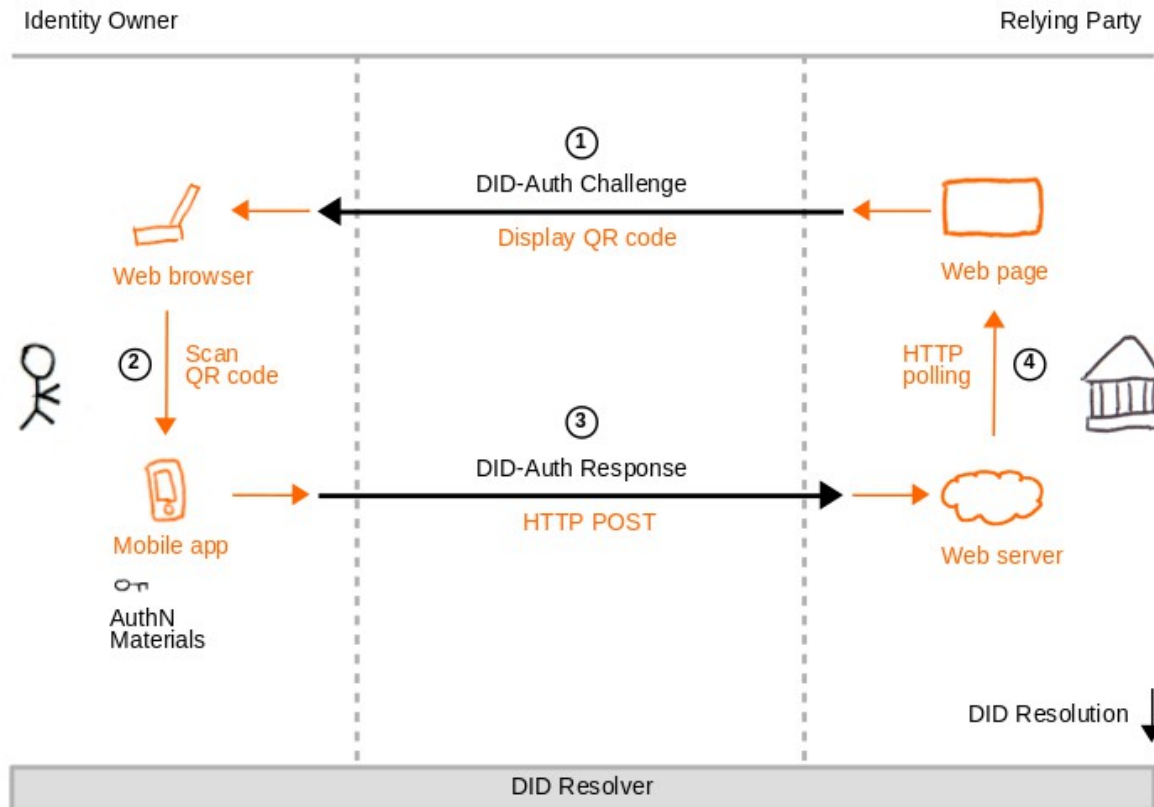 Identity Owner
Relying Party
1
DID-Auth Challenge
Display QR code
Web browser
Web page
2
Scan
QR code
HTTP
polling
4
3
DID-Auth Response
HTTP POST
Mobile app
Web server
AuthN
Materials
DID Resolution
DID Resolver